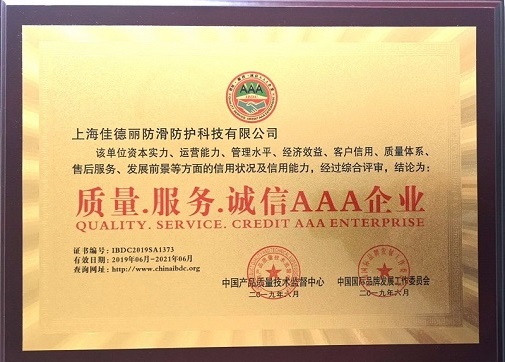 AAA
上海佳德丽防滑防护科技有限公司
该单位资本实力、运营能力、管理水平、经济效益、客户信用、质量体系、
售后服务、发展前景等方面的信用状况及信用能力，经过综合评审，结论为：
质量.服务.诚信AAA企业
QUALITY. SERVICE. CREDIT AAA ENTERPRISE
证书编号：IBDC2019SA1373
有效日期：2019年06月-2021年06月
查询网址：http://www.chinaibdc.org
中国产品质量技术监督中心
二〇一九年六月
中国国际品牌发展工作委员会
二〇一九年六月